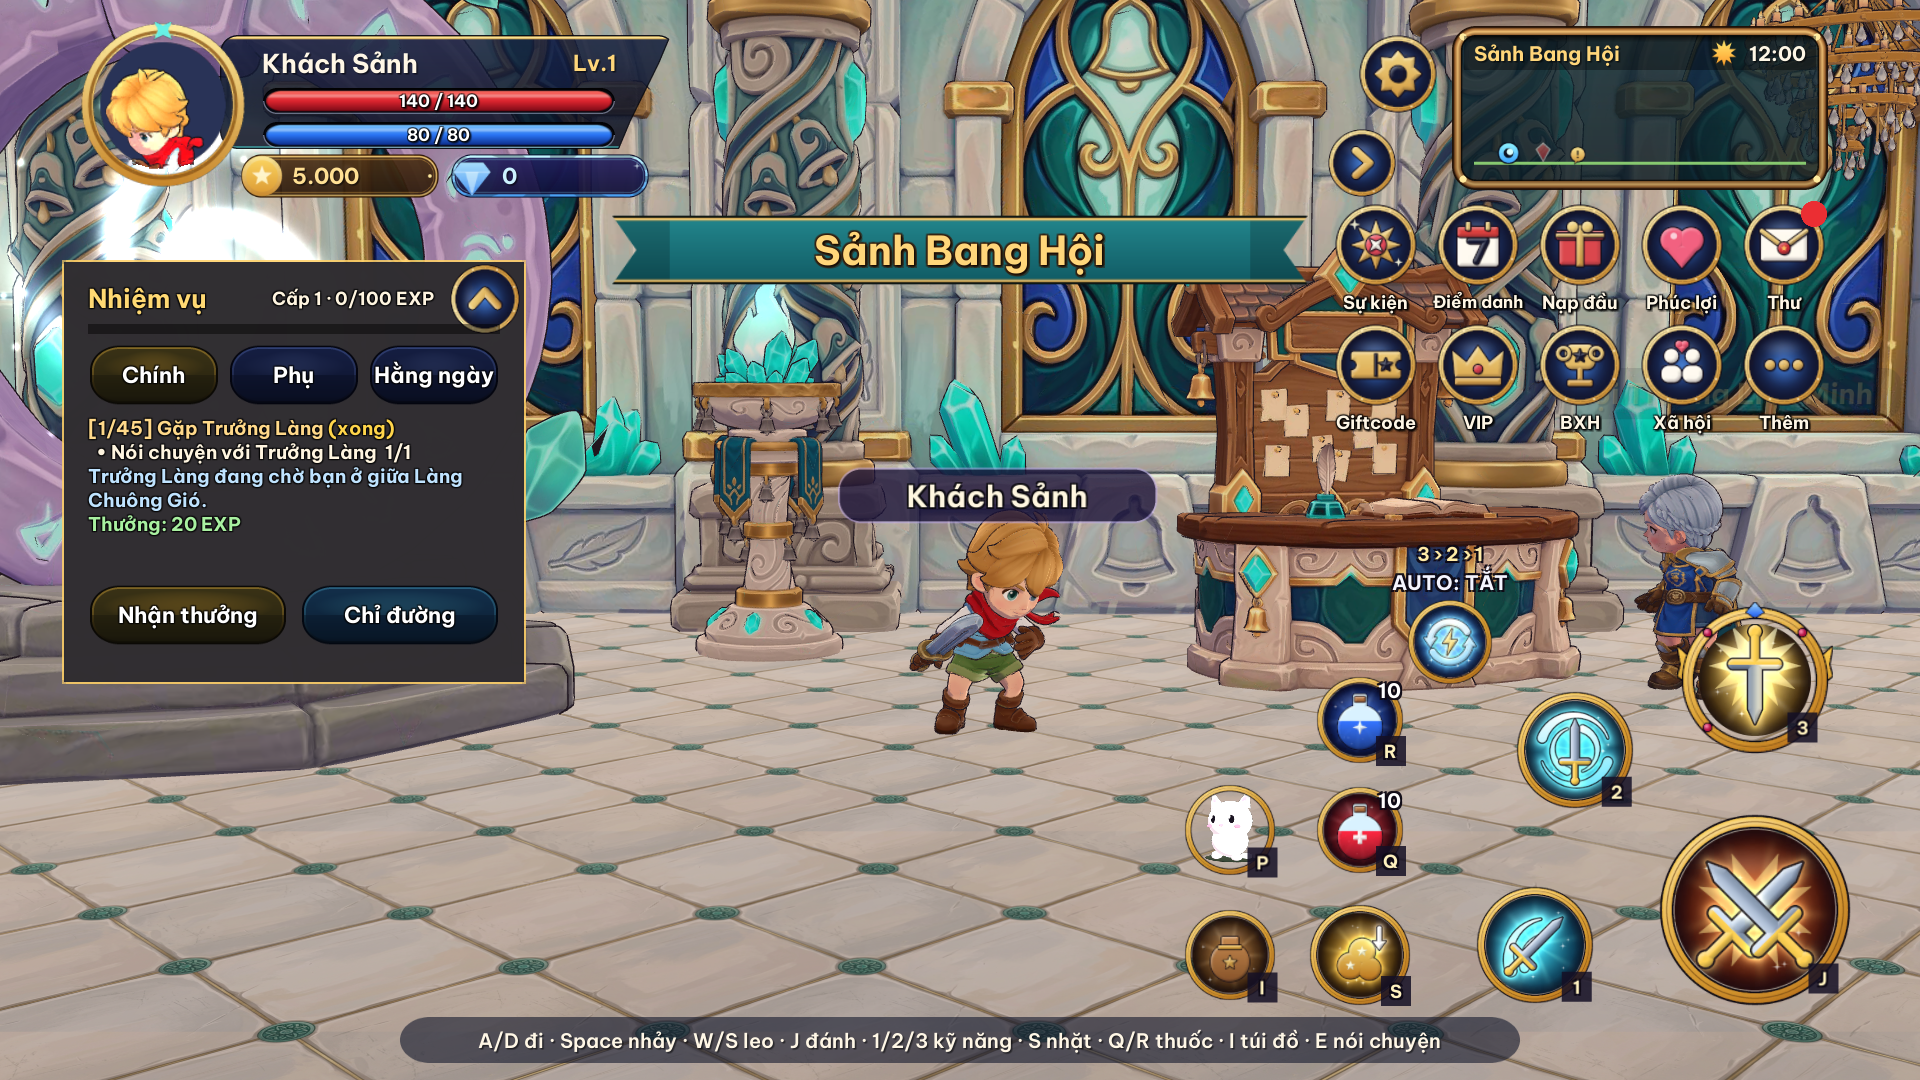 Khách Sảnh
Lv.1
140 / 140
80 / 80
5.000
0
Sảnh Bang Hội
12:00
Sảnh Bang Hội
Sự kiện
Điểm danh
Nạp đầu
Phúc lợi
Thư
Giftcode
VIP
BXH
Xã hội
Thêm
Nhiệm vụ
Cấp 1 · 0/100 EXP
Chính
Phụ
Hằng ngày
[1/45] Gặp Trưởng Làng (xong)
• Nói chuyện với Trưởng Làng 1/1
Trưởng Làng đang chờ bạn ở giữa Làng
Chuông Gió.
Thưởng: 20 EXP
Nhận thưởng
Chỉ đường
Khách Sảnh
3 › 2 › 1
AUTO: TẮT
10
R
10
Q
P
I
S
1
2
3
J
7
A/D đi · Space nhảy · W/S leo · J đánh · 1/2/3 kỹ năng · S nhặt · Q/R thuốc · I túi đồ · E nói chuyện